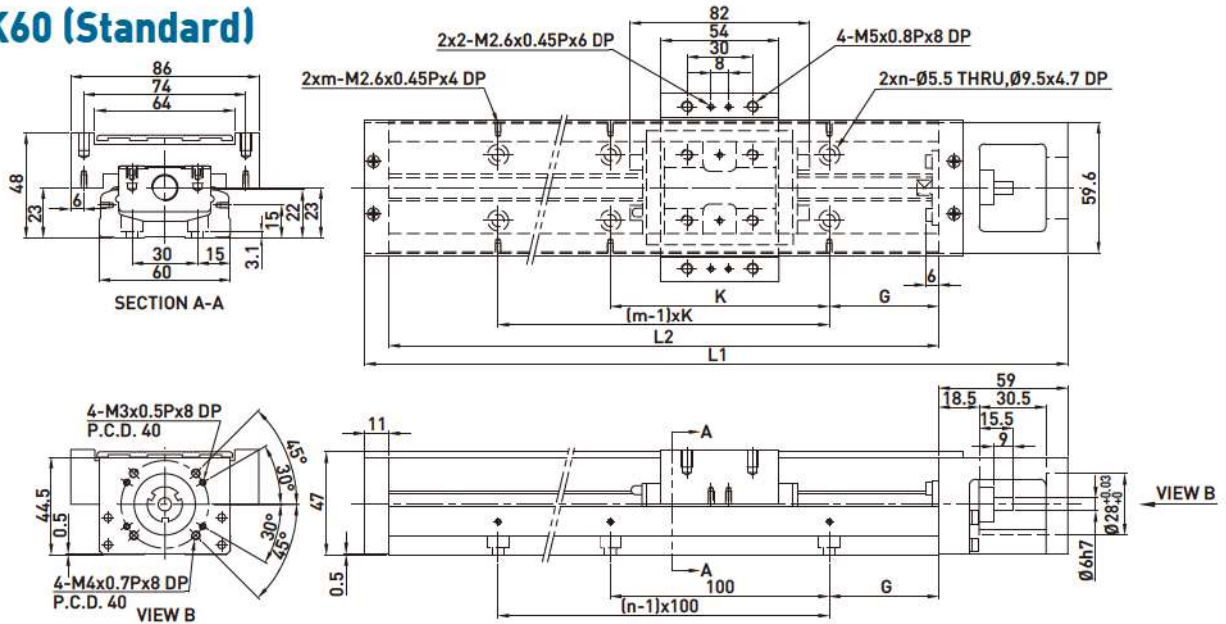 K60 (Standard)
86
74
64
48
23
6
15
22
23
30
15
3.1
60
SECTION A-A
82
54
30
8
2x2-M2.6x0.45Px6 DP
4-M5x0.8Px8 DP
2xm-M2.6x0.45Px4 DP
2xn-Ø5.5 THRU,Ø9.5x4.7 DP
59.6
6
K
G
(m-1)xK
L2
L1
4-M3x0.5Px8 DP
P.C.D. 40
45°
30°
30°
45°
44.5
0.5
4-M4x0.7Px8 DP
P.C.D. 40
VIEW B
11
47
0.5
A
A
100
G
(n-1)x100
59
18.5
30.5
15.5
9
VIEW B
Ø28+0.03
+0
Ø6h7